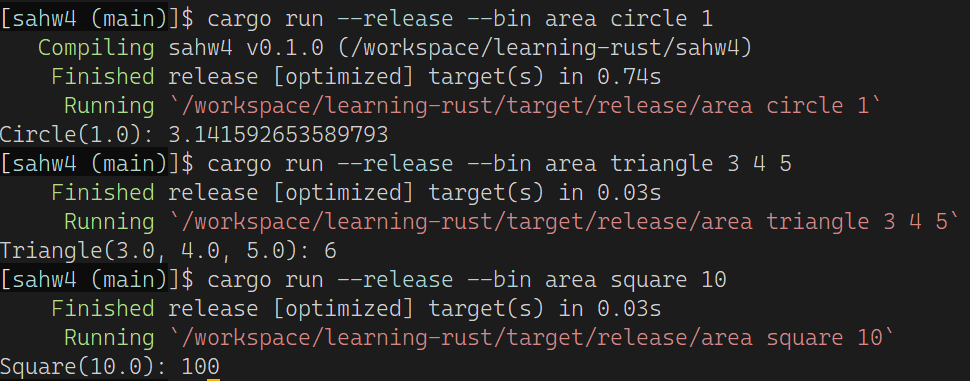 [sahw4 (main)]$ cargo run --release --bin area circle 1
   Compiling sahw4 v0.1.0 (/workspace/learning-rust/sahw4)
    Finished release [optimized] target(s) in 0.74s
     Running `/workspace/learning-rust/target/release/area circle 1`
Circle(1.0): 3.141592653589793
[sahw4 (main)]$ cargo run --release --bin area triangle 3 4 5
    Finished release [optimized] target(s) in 0.03s
     Running `/workspace/learning-rust/target/release/area triangle 3 4 5`
Triangle(3.0, 4.0, 5.0): 6
[sahw4 (main)]$ cargo run --release --bin area square 10
    Finished release [optimized] target(s) in 0.03s
     Running `/workspace/learning-rust/target/release/area square 10`
Square(10.0): 100